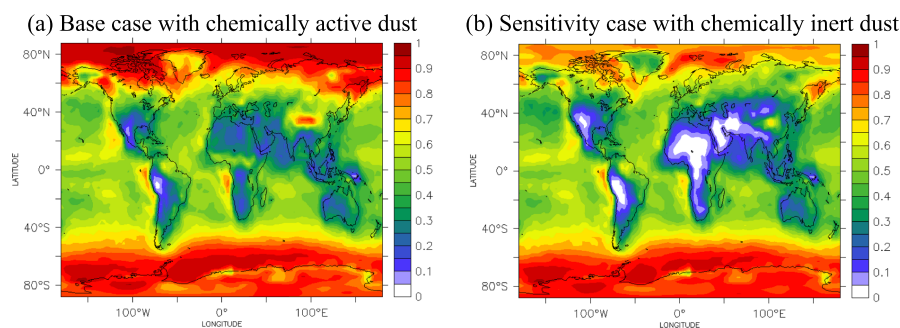 (a) Base case with chemically active dust
(b) Sensitivity case with chemically inert dust
80°N
40°N
0°
40°S
80°S
LATITUDE
100°W
0°
100°E
LONGITUDE
1
0.9
0.8
0.7
0.6
0.5
0.4
0.3
0.2
0.1
0
80°N
40°N
0°
40°S
80°S
LATITUDE
100°W
0°
100°E
LONGITUDE
1
0.9
0.8
0.7
0.6
0.5
0.4
0.3
0.2
0.1
0